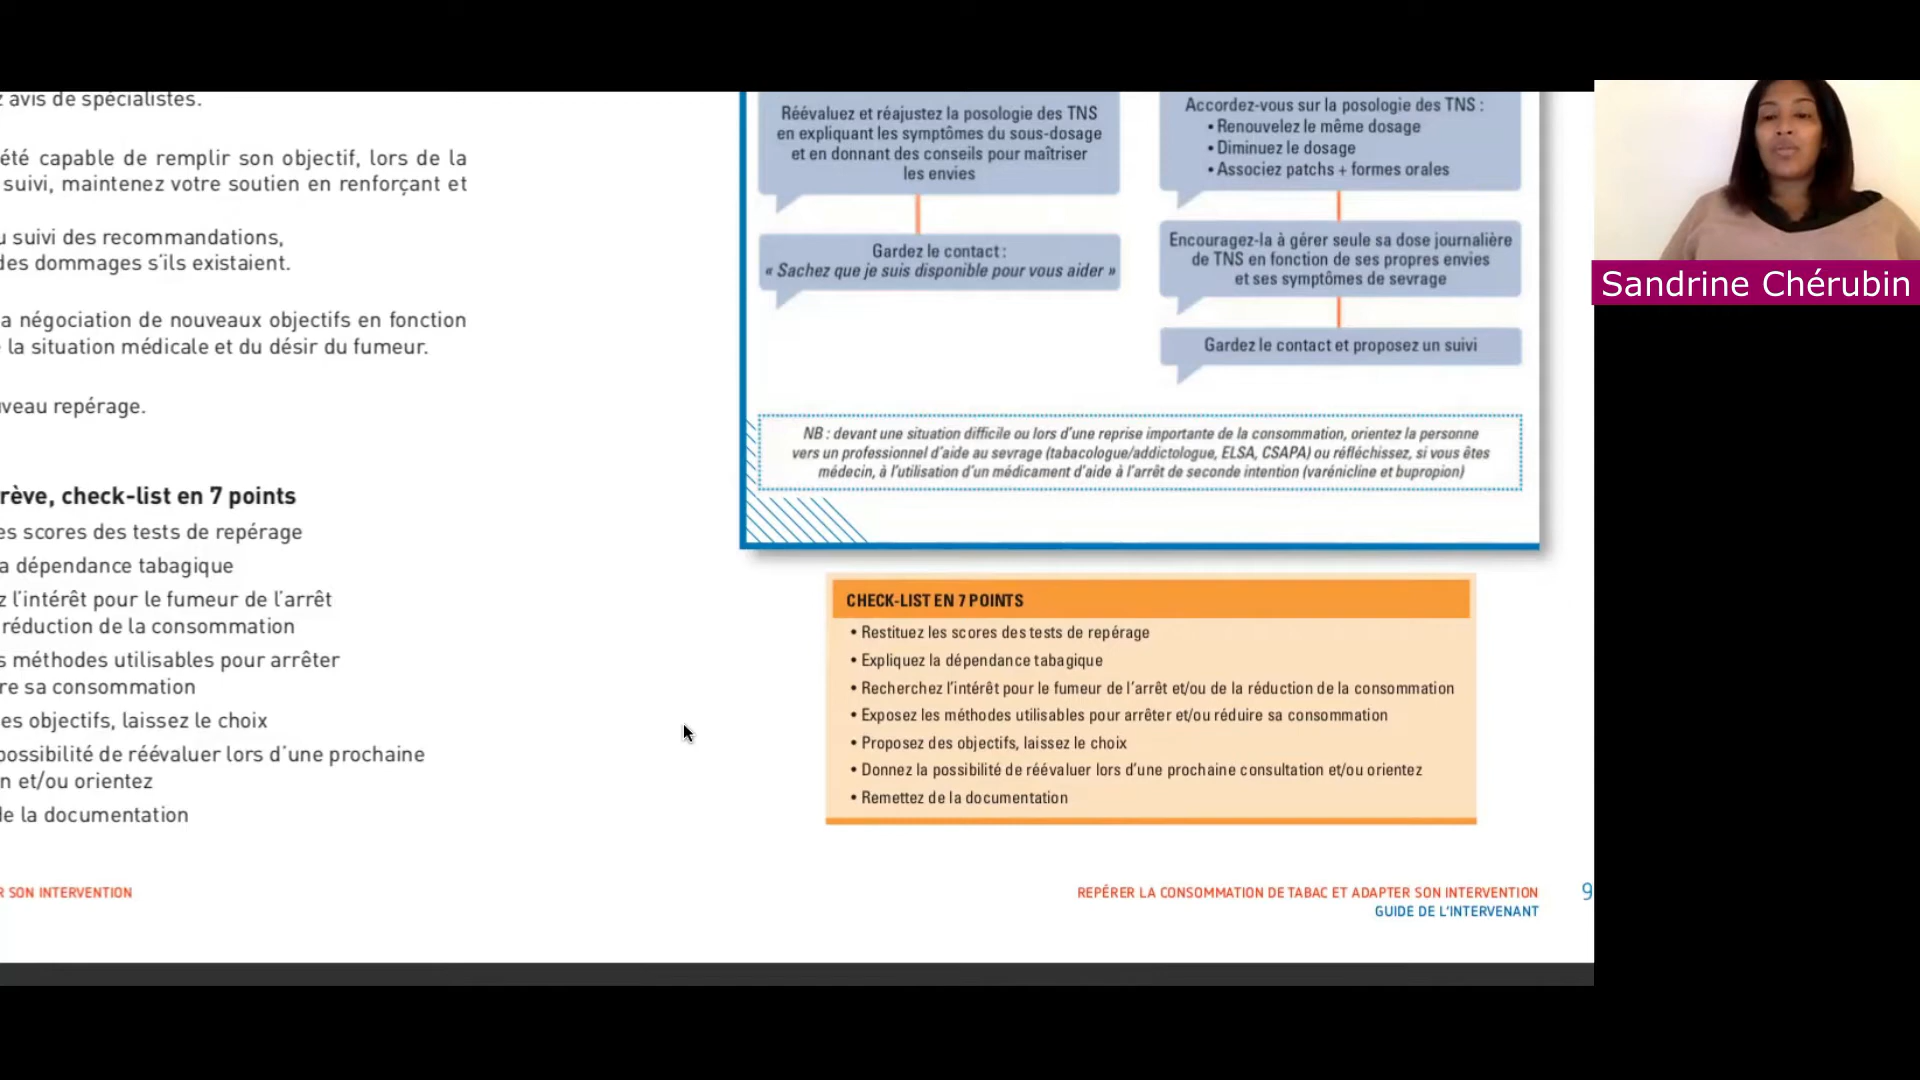 avis de spécialistes.
été capable de remplir son objectif, lors de la
suivi, maintenez votre soutien en renforçant et
suivi des recommandations,
des dommages s'ils existaient.
a négociation de nouveaux objectifs en fonction
la situation médicale et du désir du fumeur.
veau repérage.
rève, check-list en 7 points
es scores des tests de repérage
a dépendance tabagique
z l'intérêt pour le fumeur de l'arrêt
réduction de la consommation
s méthodes utilisables pour arrêter
re sa consommation
es objectifs, laissez le choix
possibilité de réévaluer lors d'une prochaine
n et/ou orientez
de la documentation
R SON INTERVENTION
Réévaluez et réajustez la posologie des TNS
en expliquant les symptômes du sous-dosage
et en donnant des conseils pour maîtriser
les envies
Gardez le contact :
« Sachez que je suis disponible pour vous aider »
Accordez-vous sur la posologie des TNS :
• Renouvelez le même dosage
• Diminuez le dosage
• Associez patchs + formes orales
Encouragez-la à gérer seule sa dose journalière
de TNS en fonction de ses propres envies
et ses symptômes de sevrage
Gardez le contact et proposez un suivi
NB : devant une situation difficile ou lors d'une reprise importante de la consommation, orientez la personne
vers un professionnel d'aide au sevrage (tabacologue/addictologue, ELSA, CSAPA) ou réfléchissez, si vous êtes
médecin, à l'utilisation d'un médicament d'aide à l'arrêt de seconde intention (varénicline et bupropion)
CHECK-LIST EN 7 POINTS
• Restituez les scores des tests de repérage
• Expliquez la dépendance tabagique
• Recherchez l'intérêt pour le fumeur de l'arrêt et/ou de la réduction de la consommation
• Exposez les méthodes utilisables pour arrêter et/ou réduire sa consommation
• Proposez des objectifs, laissez le choix
• Donnez la possibilité de réévaluer lors d'une prochaine consultation et/ou orientez
• Remettez de la documentation
REPÉRER LA CONSOMMATION DE TABAC ET ADAPTER SON INTERVENTION
GUIDE DE L'INTERVENANT
9
Sandrine Chérubin